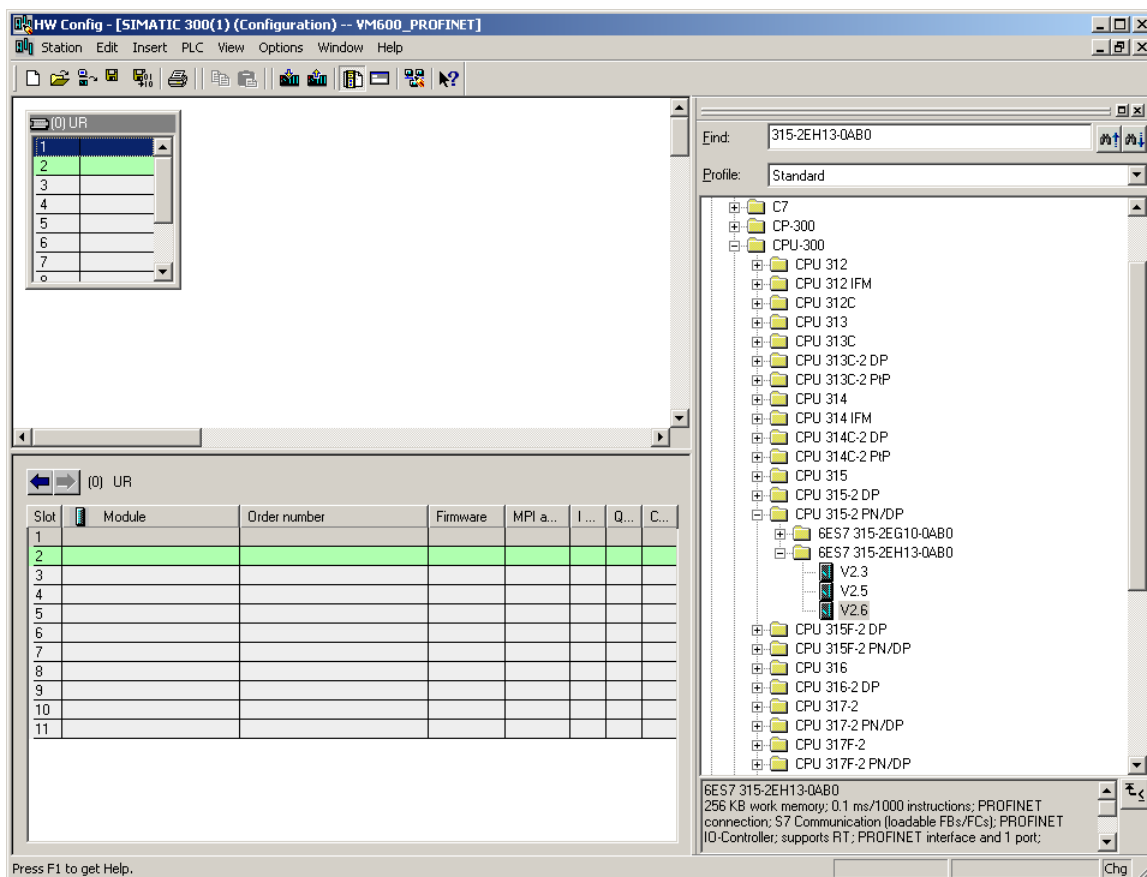 HW Config - [SIMATIC 300(1) (Configuration) -- VM600_PROFINET]
Station Edit Insert PLC View Options Window Help
(0) UR
1
2
3
4
5
6
7
8
Find: 315-2EH13-0AB0
Profile: Standard
C7
CP-300
CPU-300
CPU 312
CPU 312 IFM
CPU 312C
CPU 313
CPU 313C
CPU 313C-2 DP
CPU 313C-2 PtP
CPU 314
CPU 314 IFM
CPU 314C-2 DP
CPU 314C-2 PtP
CPU 315
CPU 315-2 DP
CPU 315-2 PN/DP
6ES7 315-2EG10-0AB0
6ES7 315-2EH13-0AB0
V2.3
V2.5
V2.6
CPU 315F-2 DP
CPU 315F-2 PN/DP
CPU 316
CPU 316-2 DP
CPU 317-2
CPU 317-2 PN/DP
CPU 317F-2
CPU 317F-2 PN/DP
6ES7 315-2EH13-0AB0
256 KB work memory; 0.1 ms/1000 instructions; PROFINET
connection; S7 Communication (loadable FBs/FCs); PROFINET
IO-Controller; supports RT; PROFINET interface and 1 port;
(0) UR
Slot Module Order number Firmware MPI a... I ... Q... C...
1
2
3
4
5
6
7
8
9
10
11
Press F1 to get Help.
Chg